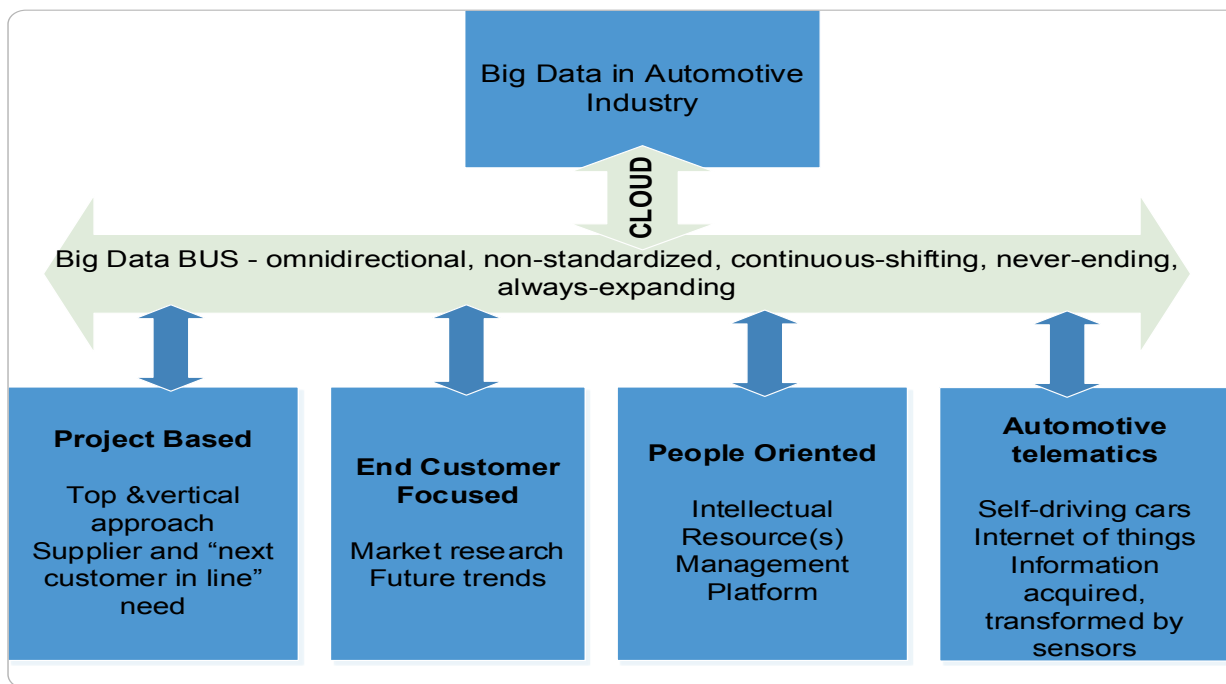 Big Data in Automotive
Industry
CLOUD
Big Data BUS - omnidirectional, non-standardized, continuous-shifting, never-ending,
always-expanding
Project Based
Top &vertical
approach
Supplier and “next
customer in line”
need
End Customer
Focused
Market research
Future trends
People Oriented
Intellectual
Resource(s)
Management
Platform
Automotive
telematics
Self-driving cars
Internet of things
Information
acquired,
transformed by
sensors